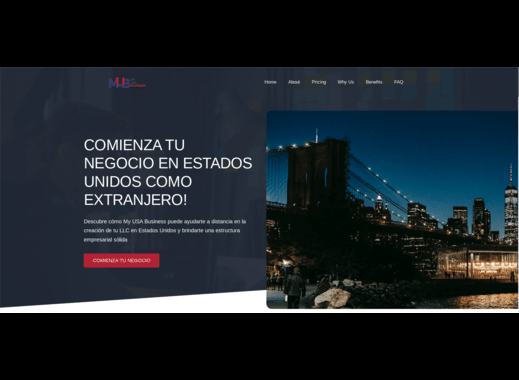 MUB
Home About Pricing Why Us Benefits FAQ
COMIENZA TU
NEGOCIO EN ESTADOS
UNIDOS COMO
EXTRANJERO!
Descubre cómo My USA Business puede ayudarte a distancia en la
creación de tu LLC en Estados Unidos y brindarte una estructura
empresarial sólida
COMIENZA TU NEGOCIO